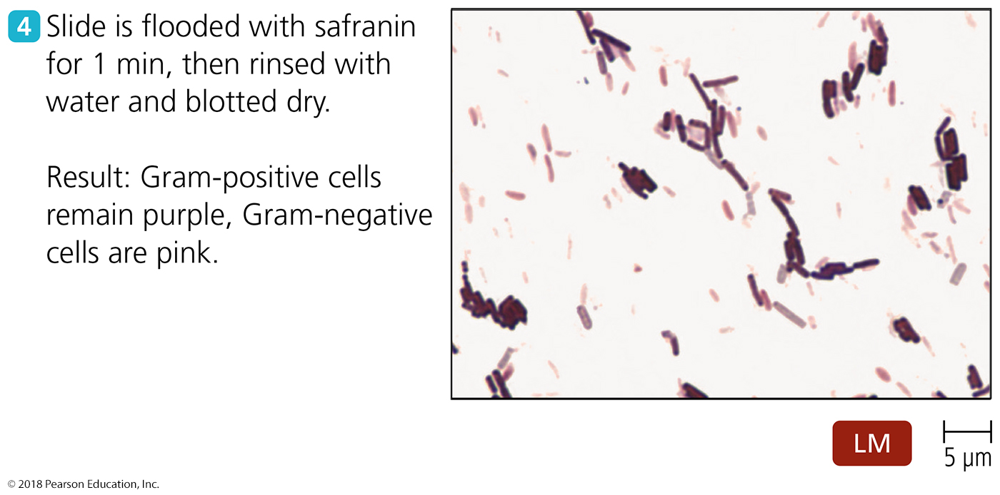 4 Slide is flooded with safranin
for 1 min, then rinsed with
water and blotted dry.
Result: Gram-positive cells
remain purple, Gram-negative
cells are pink.
LM
5 µm
© 2018 Pearson Education, Inc.